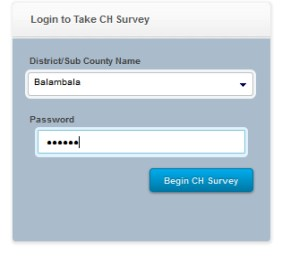 Login to Take CH Survey
District/Sub County Name
Balambala
Password
••••••
Begin CH Survey